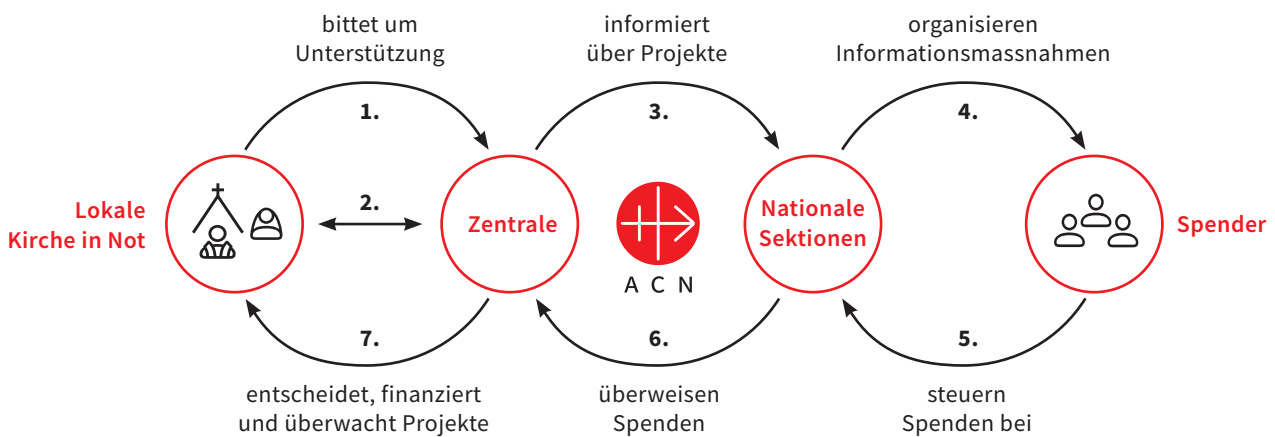 bittet um
Unterstützung
informiert
über Projekte
organisieren
Informationsmassnahmen
1.
3.
4.
Lokale
Kirche in Not
2.
Zentrale
A C N
Nationale
Sektionen
Spender
7.
6.
5.
entscheidet, finanziert
und überwacht Projekte
überweisen
Spenden
steuern
Spenden bei